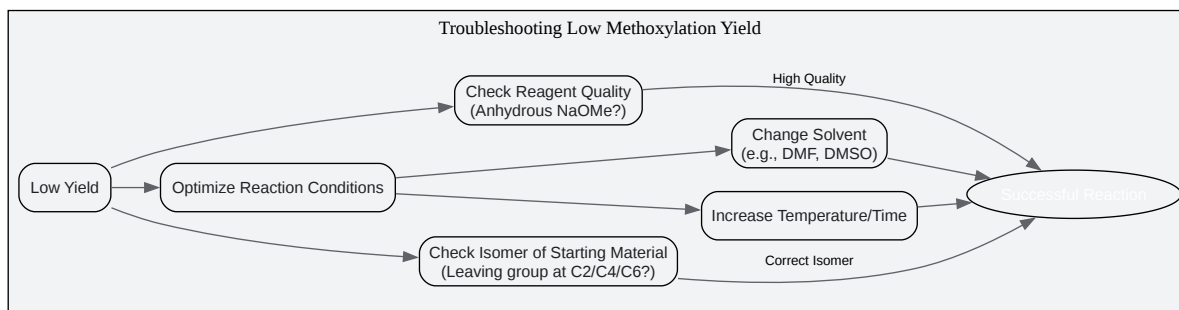 Troubleshooting Low Methoxylation Yield
Check Reagent Quality
(Anhydrous NaOMe?)
High Quality
Change Solvent
(e.g., DMF, DMSO)
Low Yield
Optimize Reaction Conditions
Successful Reaction
Increase Temperature/Time
Check Isomer of Starting Material
(Leaving group at C2/C4/C6?)
Correct Isomer